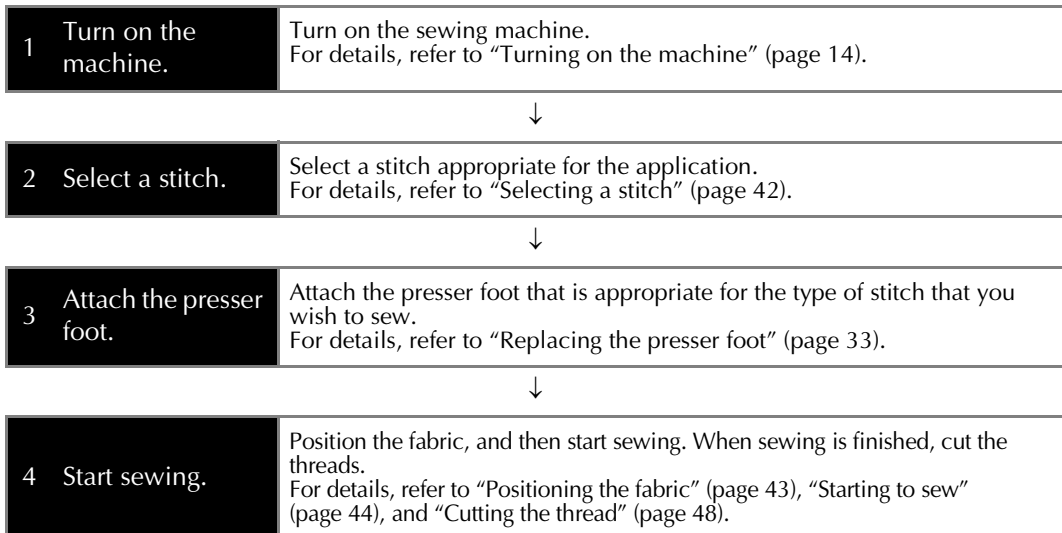 1 Turn on the machine.
Turn on the sewing machine.
For details, refer to “Turning on the machine” (page 14).
↓
2 Select a stitch.
Select a stitch appropriate for the application.
For details, refer to “Selecting a stitch” (page 42).
↓
3 Attach the presser foot.
Attach the presser foot that is appropriate for the type of stitch that you
wish to sew.
For details, refer to “Replacing the presser foot” (page 33).
↓
4 Start sewing.
Position the fabric, and then start sewing. When sewing is finished, cut the
threads.
For details, refer to “Positioning the fabric” (page 43), “Starting to sew”
(page 44), and “Cutting the thread” (page 48).